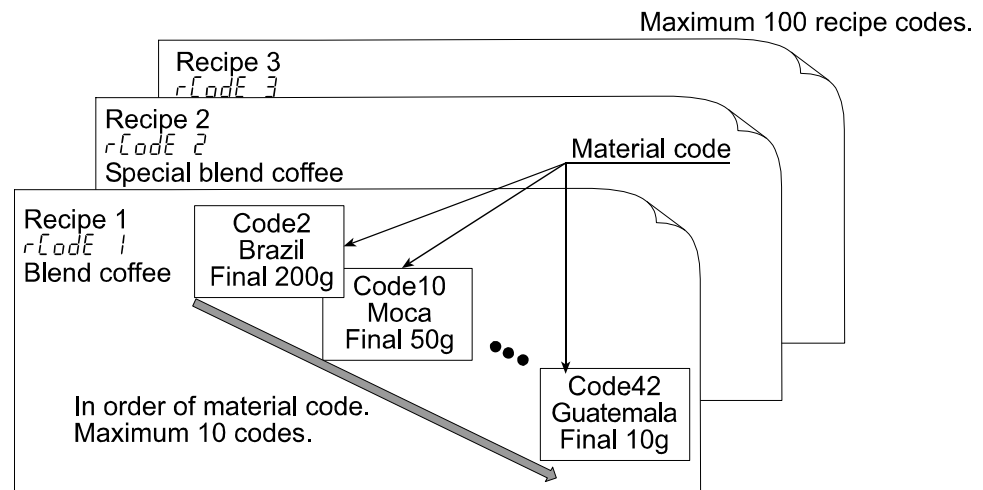 Maximum 100 recipe codes.
Recipe 3
rCodE 3
Recipe 2
rCodE 2
Special blend coffee
Material code
Recipe 1
rCodE 1
Blend coffee
Code2
Brazil
Final 200g
Code10
Moca
Final 50g
Code42
Guatemala
Final 10g
In order of material code.
Maximum 10 codes.